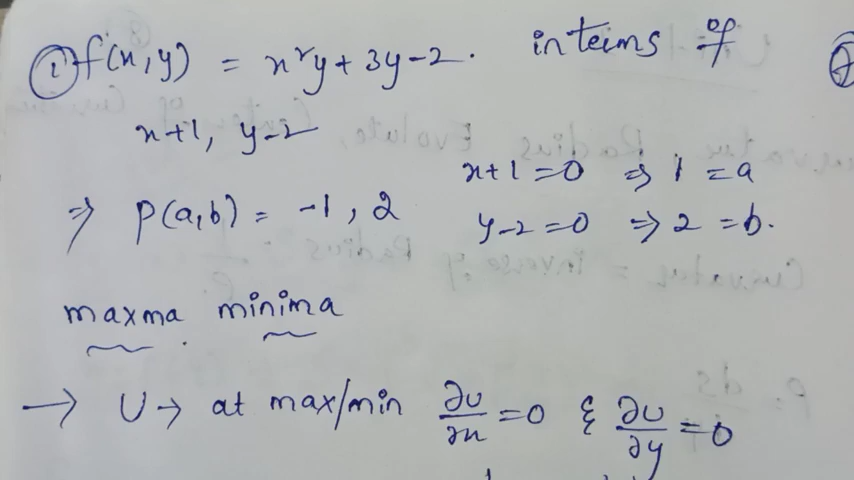 ① f(x,y) = x²y + 3y - 2. in teims of
x+1, y-2
⇒ P(a,b) = -1, 2 x+1 = 0 ⇒ 1 = a
y-2 = 0 ⇒ 2 = b.
maxma minima
→ U → at max/min ∂u/∂x = 0 & ∂u/∂y = 0